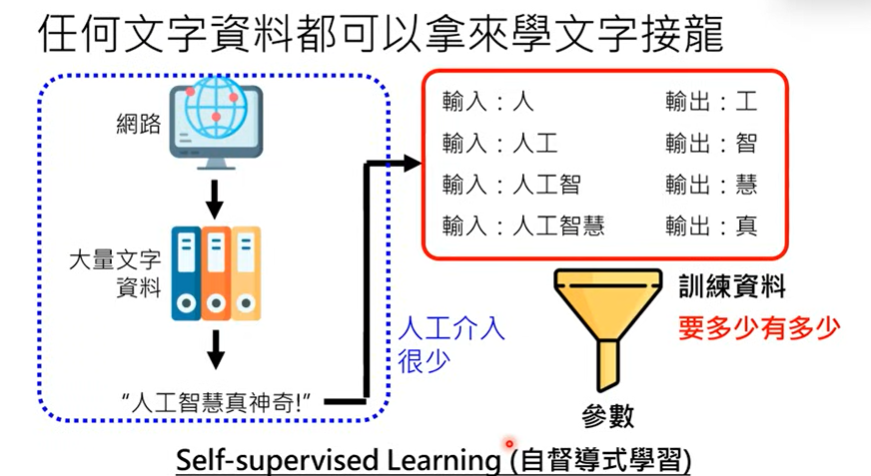 任何文字資料都可以拿來學文字接龍
網路
大量文字
資料
“人工智慧真神奇!”
人工介入
很少
輸入：人 輸出：工
輸入：人工 輸出：智
輸入：人工智 輸出：慧
輸入：人工智慧 輸出：真
訓練資料
要多少有多少
參數
Self-supervised Learning (自督導式學習)